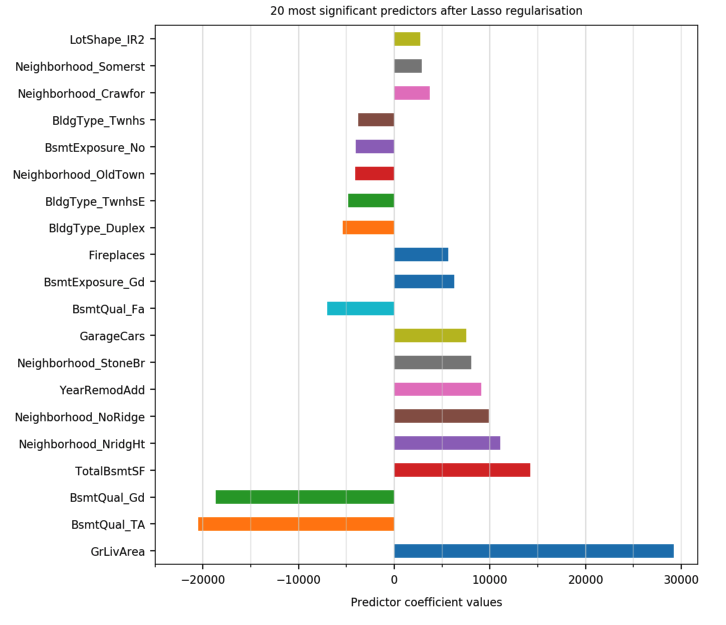 20 most significant predictors after Lasso regularisation
LotShape_IR2
Neighborhood_Somerst
Neighborhood_Crawfor
BldgType_Twnhs
BsmtExposure_No
Neighborhood_OldTown
BldgType_TwnhsE
BldgType_Duplex
Fireplaces
BsmtExposure_Gd
BsmtQual_Fa
GarageCars
Neighborhood_StoneBr
YearRemodAdd
Neighborhood_NoRidge
Neighborhood_NridgHt
TotalBsmtSF
BsmtQual_Gd
BsmtQual_TA
GrLivArea
−20000 −10000 0 10000 20000 30000
Predictor coefficient values